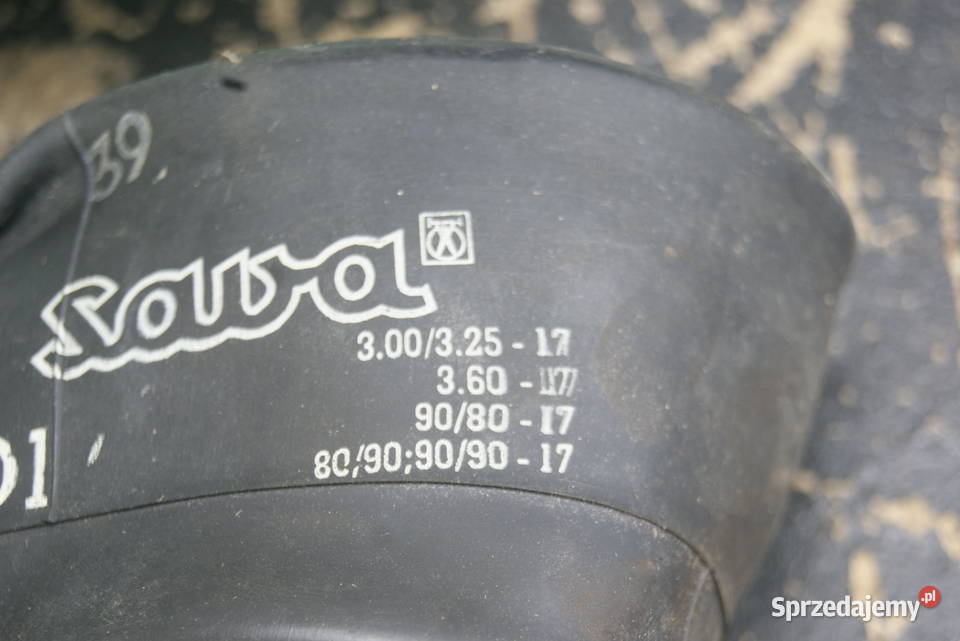 39
Sava
3.00/3.25 - 17
3.60 - 17
90/80 - 17
80/90;90/90 - 17
01
Sprzedajemy.pl